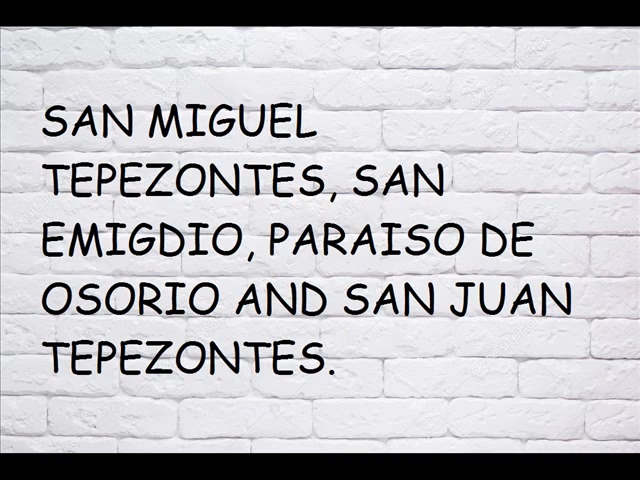 SAN MIGUEL
TEPEZONTES, SAN
EMIGDIO, PARAISO DE
OSORIO AND SAN JUAN
TEPEZONTES.